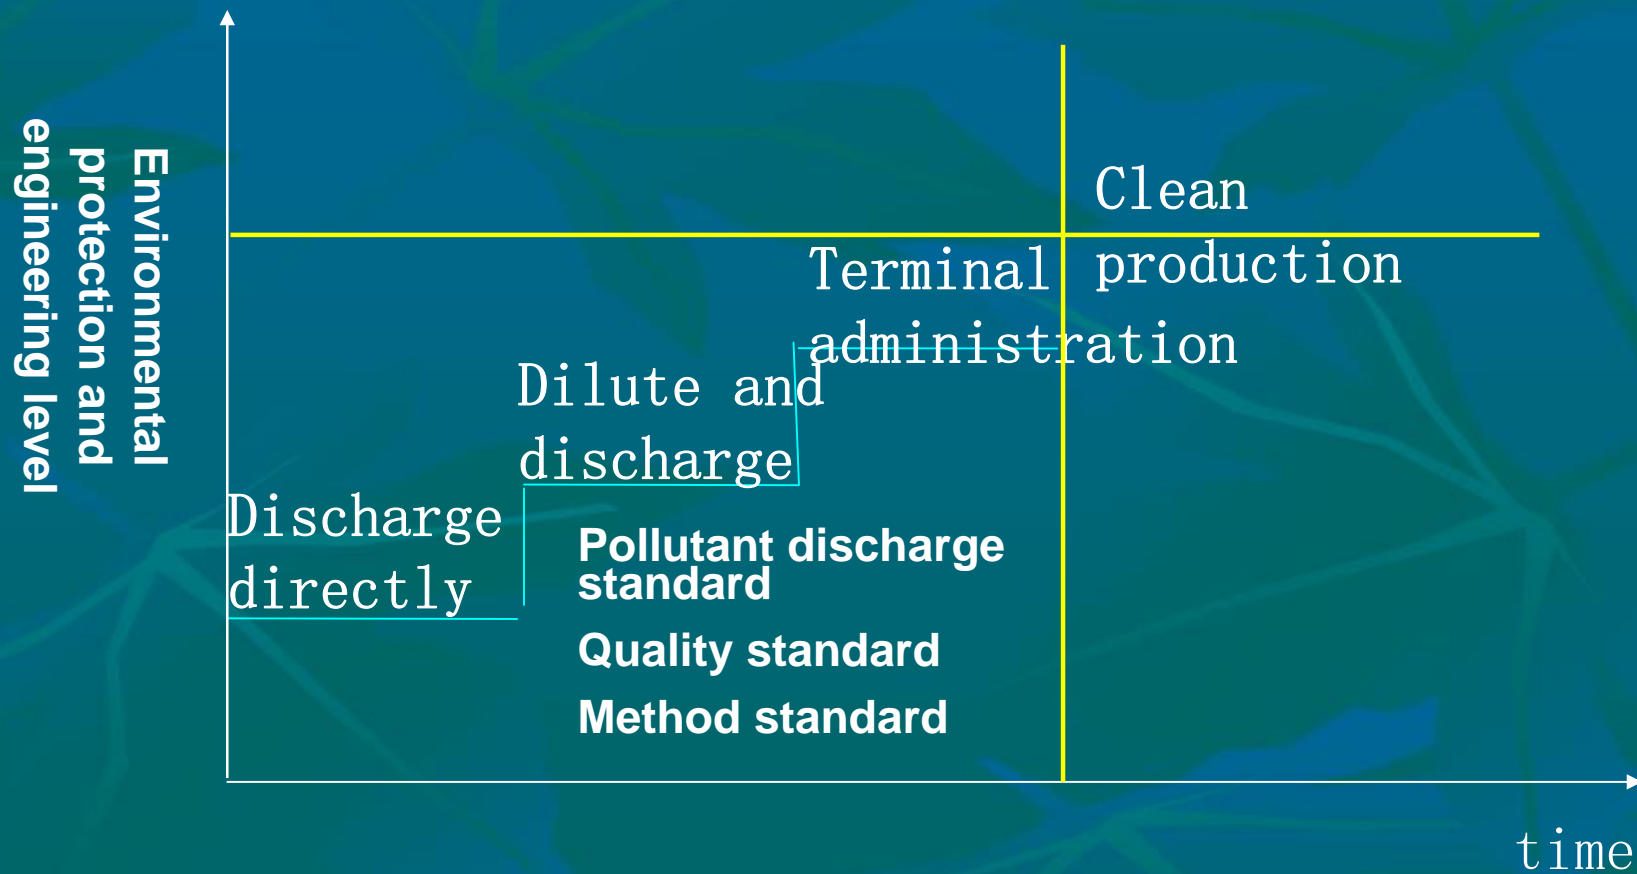 Environmental
protection and
engineering level
Clean
production
Terminal
administration
Dilute and
discharge
Discharge
directly
Pollutant discharge
standard
Quality standard
Method standard
time